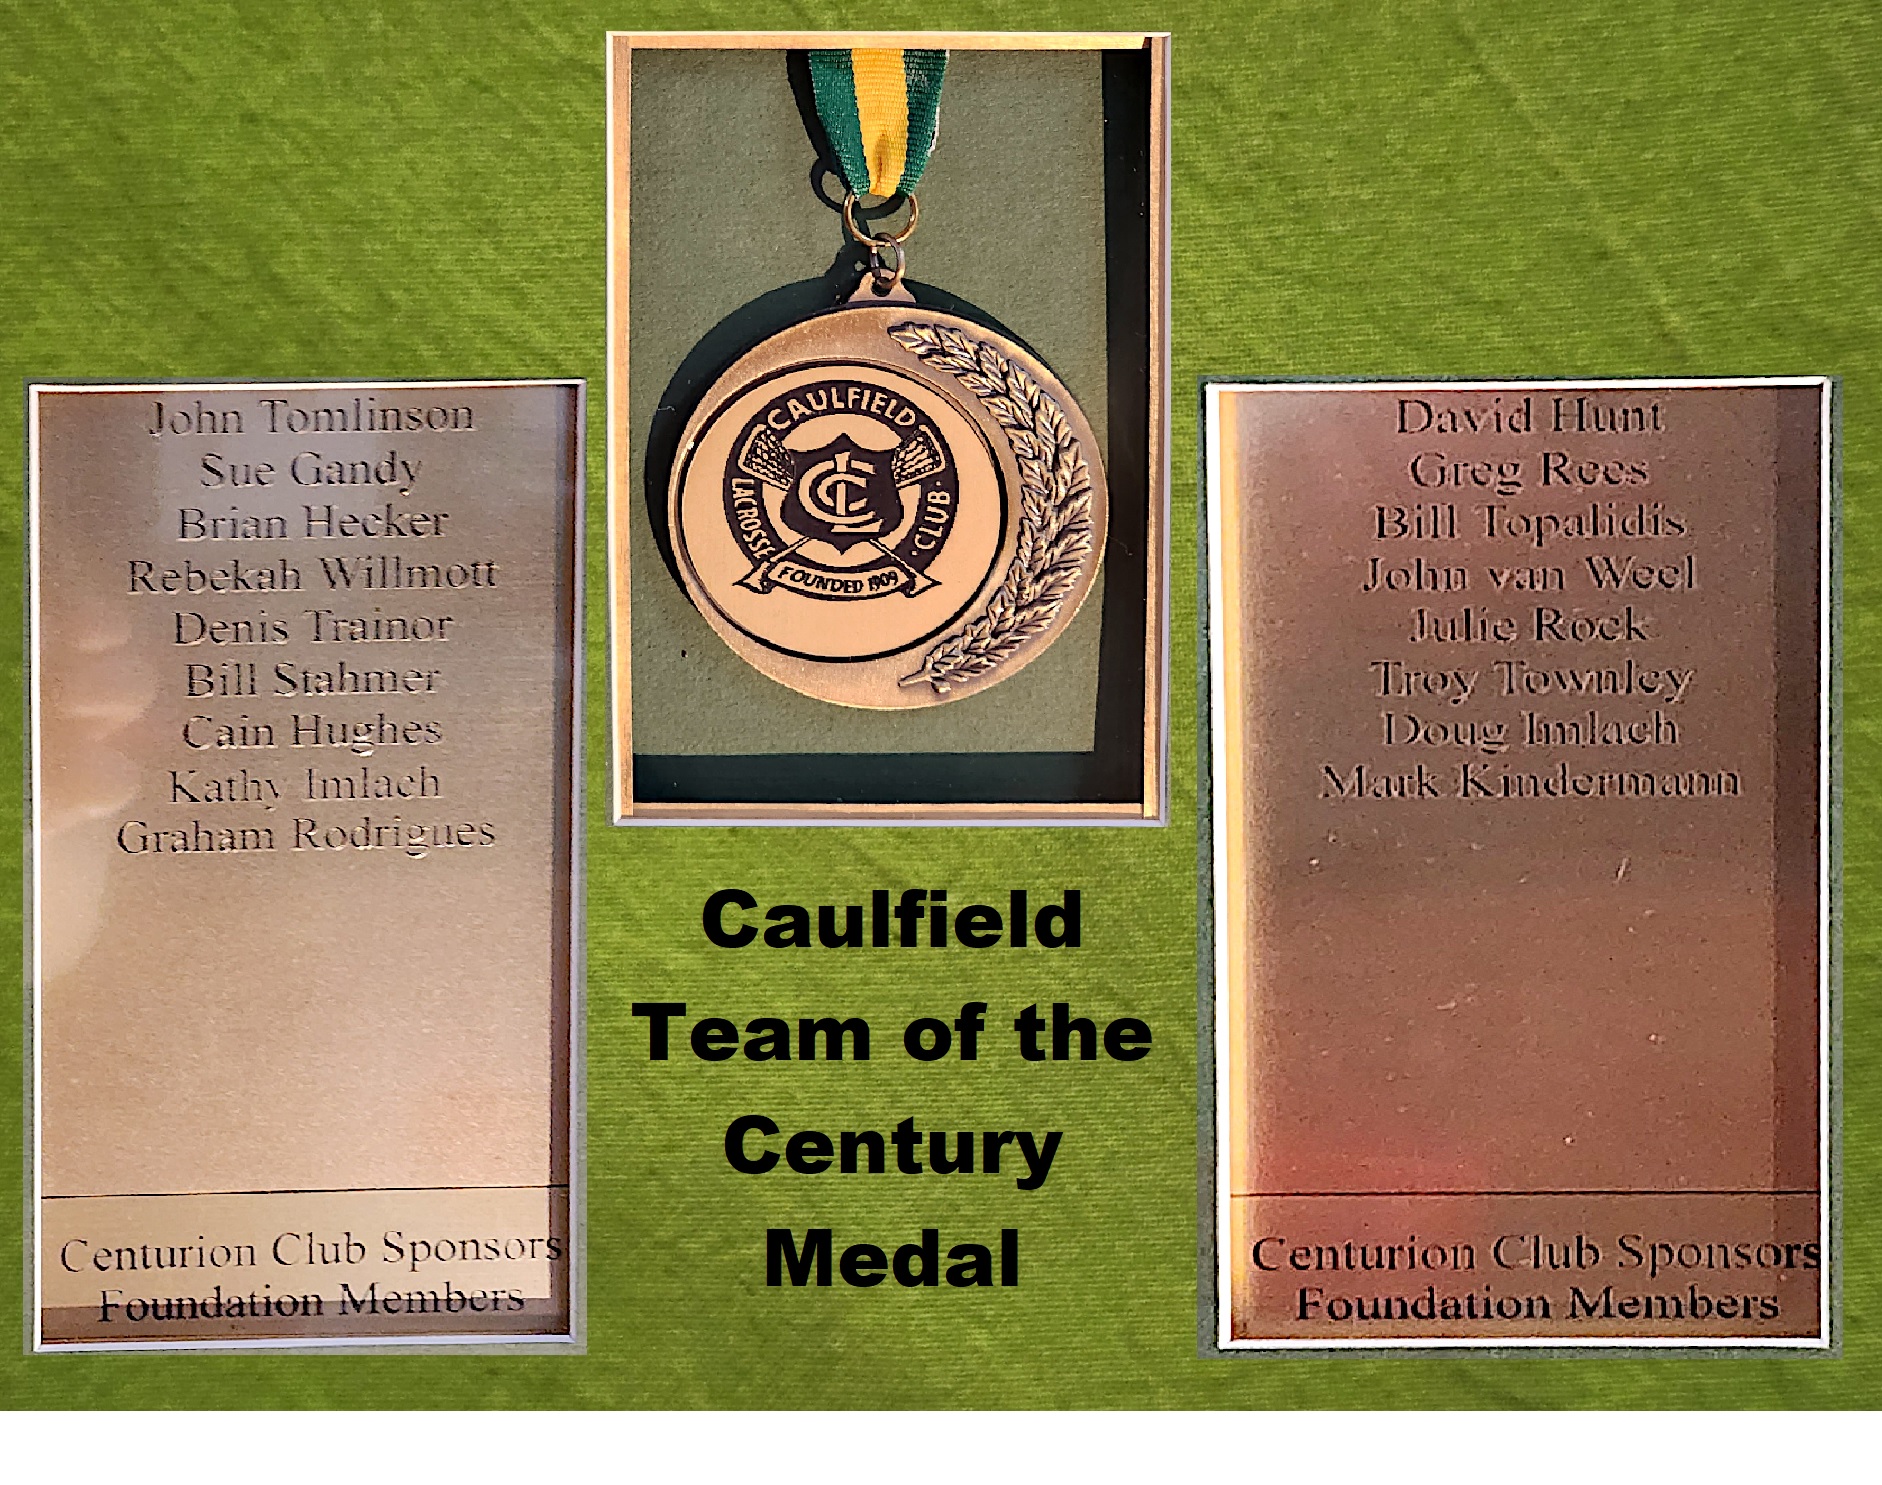 John Tomlinson
Sue Gandy
Brian Hecker
Rebekah Willmott
Denis Trainor
Bill Stahmer
Cain Hughes
Kathy Imlach
Graham Rodrigues
Centurion Club Sponsors
Foundation Members
CAULFIELD
LACROSSE
CLUB
CLC
FOUNDED 1909
Caulfield
Team of the
Century
Medal
David Hunt
Greg Rees
Bill Topalidis
John van Weel
Julie Rock
Troy Townley
Doug Imlach
Mark Kindermann
Centurion Club Sponsors
Foundation Members